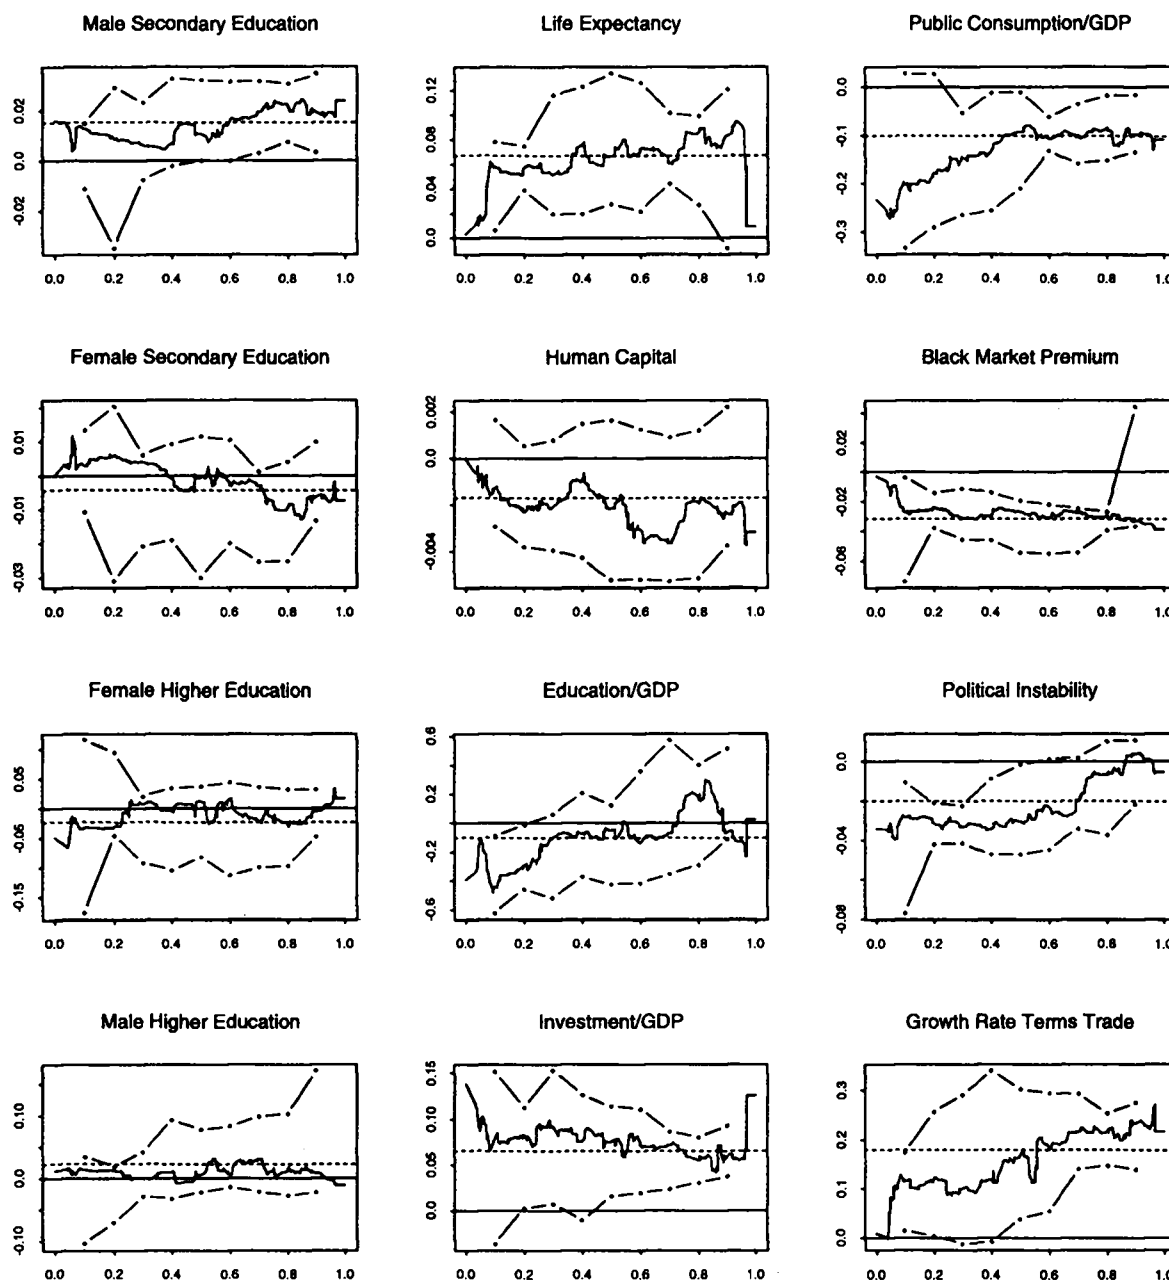 Male Secondary Education
0.02
0.0
-0.02
0.0 0.2 0.4 0.6 0.8 1.0
Life Expectancy
0.12
0.08
0.04
0.0
0.0 0.2 0.4 0.6 0.8 1.0
Public Consumption/GDP
0.0
-0.1
-0.2
-0.3
0.0 0.2 0.4 0.6 0.8 1.0
Female Secondary Education
0.01
-0.01
-0.03
0.0 0.2 0.4 0.6 0.8 1.0
Human Capital
0.002
0.0
-0.004
0.0 0.2 0.4 0.6 0.8 1.0
Black Market Premium
0.02
-0.02
-0.06
0.0 0.2 0.4 0.6 0.8 1.0
Female Higher Education
0.05
-0.05
-0.15
0.0 0.2 0.4 0.6 0.8 1.0
Education/GDP
0.6
0.2
-0.2
-0.6
0.0 0.2 0.4 0.6 0.8 1.0
Political Instability
0.0
-0.04
-0.08
0.0 0.2 0.4 0.6 0.8 1.0
Male Higher Education
0.10
0.0
-0.10
0.0 0.2 0.4 0.6 0.8 1.0
Investment/GDP
0.15
0.10
0.05
0.0
0.0 0.2 0.4 0.6 0.8 1.0
Growth Rate Terms Trade
0.3
0.2
0.1
0.0
0.0 0.2 0.4 0.6 0.8 1.0